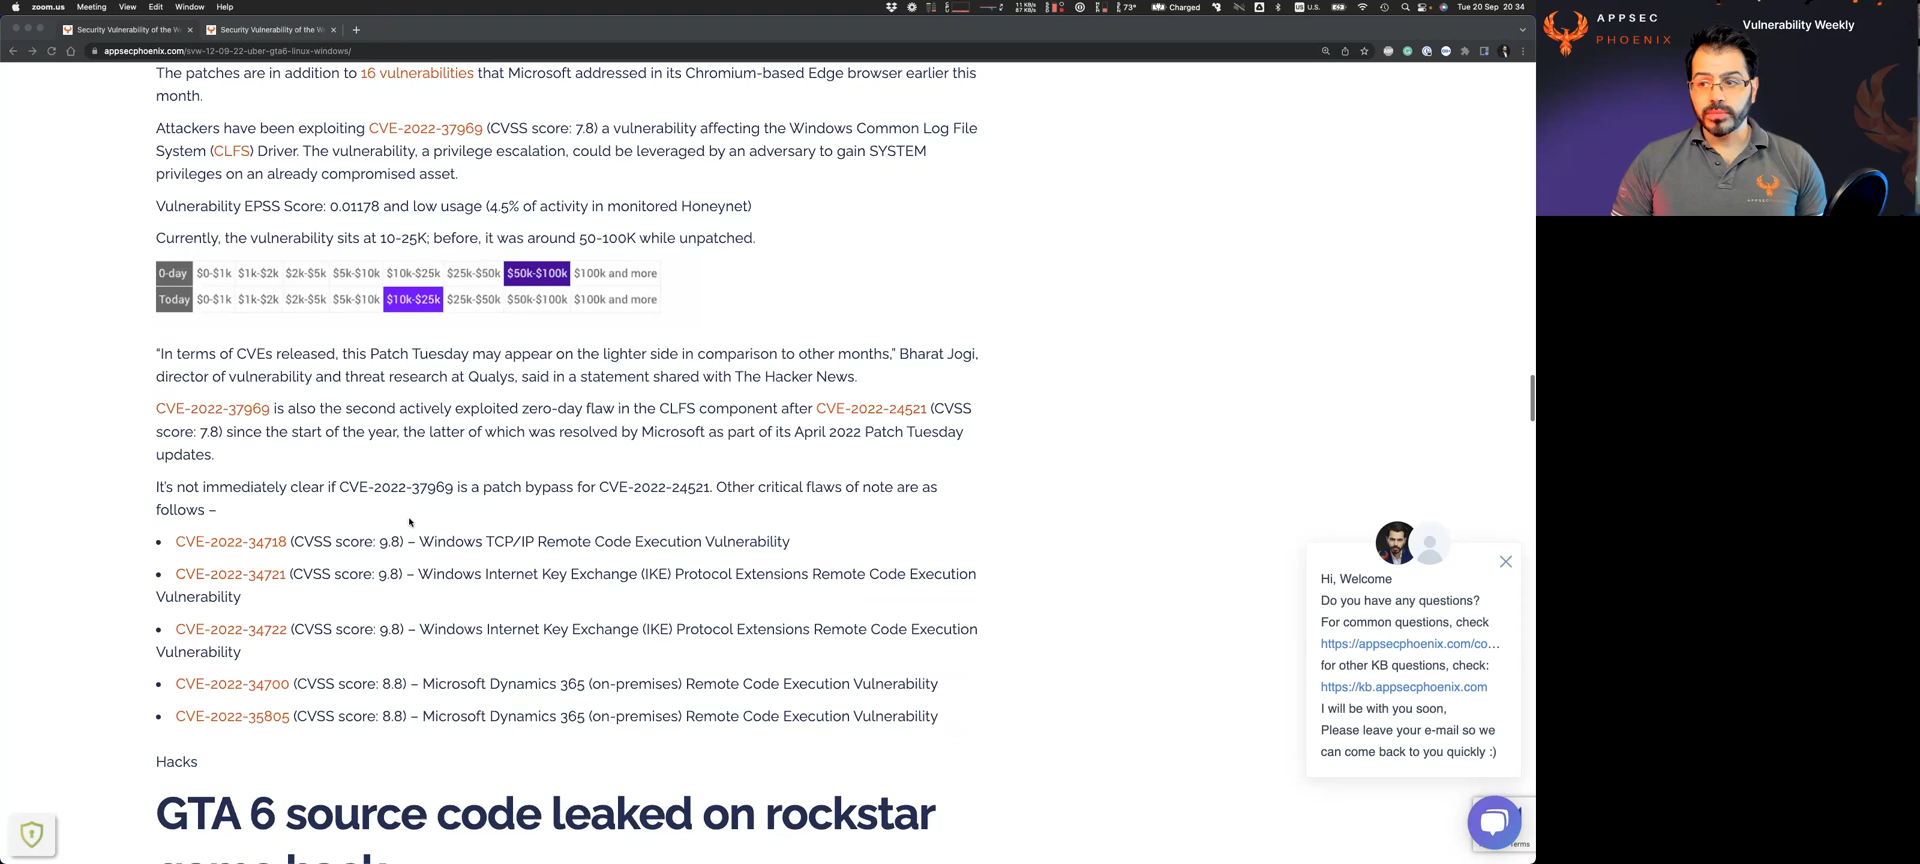 zoom.us Meeting View Edit Window Help
11 KB/s
87 KB/s
73° Charged U.S. Tue 20 Sep 20 34
Security Vulnerability of the W × Security Vulnerability of the W × +
appsecphoenix.com/svw-12-09-22-uber-gta6-linux-windows/
APPSEC
PHOENIX
Vulnerability Weekly
The patches are in addition to 16 vulnerabilities that Microsoft addressed in its Chromium-based Edge browser earlier this
month.
Attackers have been exploiting CVE-2022-37969 (CVSS score: 7.8) a vulnerability affecting the Windows Common Log File
System (CLFS) Driver. The vulnerability, a privilege escalation, could be leveraged by an adversary to gain SYSTEM
privileges on an already compromised asset.
Vulnerability EPSS Score: 0.01178 and low usage (4.5% of activity in monitored Honeynet)
Currently, the vulnerability sits at 10-25K; before, it was around 50-100K while unpatched.
0-day $0-$1k $1k-$2k $2k-$5k $5k-$10k $10k-$25k $25k-$50k $50k-$100k $100k and more
Today $0-$1k $1k-$2k $2k-$5k $5k-$10k $10k-$25k $25k-$50k $50k-$100k $100k and more
“In terms of CVEs released, this Patch Tuesday may appear on the lighter side in comparison to other months,” Bharat Jogi,
director of vulnerability and threat research at Qualys, said in a statement shared with The Hacker News.
CVE-2022-37969 is also the second actively exploited zero-day flaw in the CLFS component after CVE-2022-24521 (CVSS
score: 7.8) since the start of the year, the latter of which was resolved by Microsoft as part of its April 2022 Patch Tuesday
updates.
It’s not immediately clear if CVE-2022-37969 is a patch bypass for CVE-2022-24521. Other critical flaws of note are as
follows –
• CVE-2022-34718 (CVSS score: 9.8) – Windows TCP/IP Remote Code Execution Vulnerability
• CVE-2022-34721 (CVSS score: 9.8) – Windows Internet Key Exchange (IKE) Protocol Extensions Remote Code Execution
Vulnerability
• CVE-2022-34722 (CVSS score: 9.8) – Windows Internet Key Exchange (IKE) Protocol Extensions Remote Code Execution
Vulnerability
• CVE-2022-34700 (CVSS score: 8.8) – Microsoft Dynamics 365 (on-premises) Remote Code Execution Vulnerability
• CVE-2022-35805 (CVSS score: 8.8) – Microsoft Dynamics 365 (on-premises) Remote Code Execution Vulnerability
Hacks
GTA 6 source code leaked on rockstar
game hack
Hi, Welcome
Do you have any questions?
For common questions, check
https://appsecphoenix.com/co...
for other KB questions, check:
https://kb.appsecphoenix.com
I will be with you soon,
Please leave your e-mail so we
can come back to you quickly :)
Terms